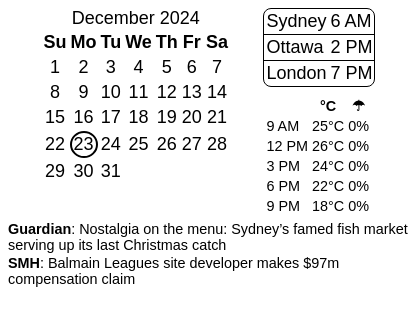 December 2024
Su Mo Tu We Th Fr Sa
1 2 3 4 5 6 7
8 9 10 11 12 13 14
15 16 17 18 19 20 21
22 23 24 25 26 27 28
29 30 31
Sydney 6 AM
Ottawa 2 PM
London 7 PM
°C ☂
9 AM 25°C 0%
12 PM 26°C 0%
3 PM 24°C 0%
6 PM 22°C 0%
9 PM 18°C 0%
Guardian: Nostalgia on the menu: Sydney’s famed fish market
serving up its last Christmas catch
SMH: Balmain Leagues site developer makes $97m
compensation claim